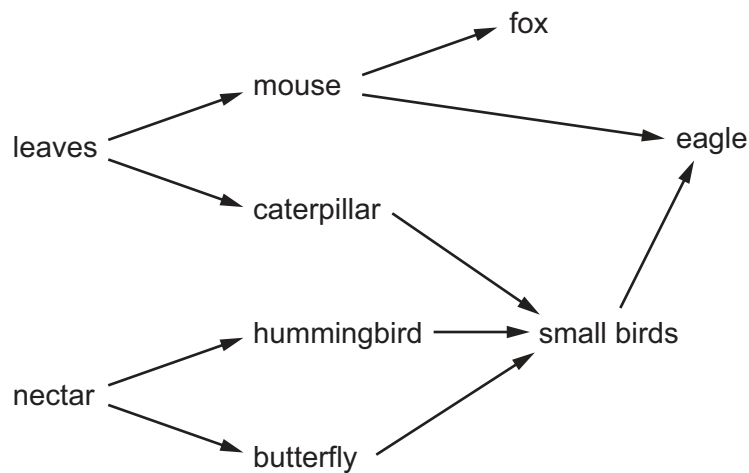 fox
mouse
eagle
leaves
caterpillar
hummingbird
small birds
nectar
butterfly